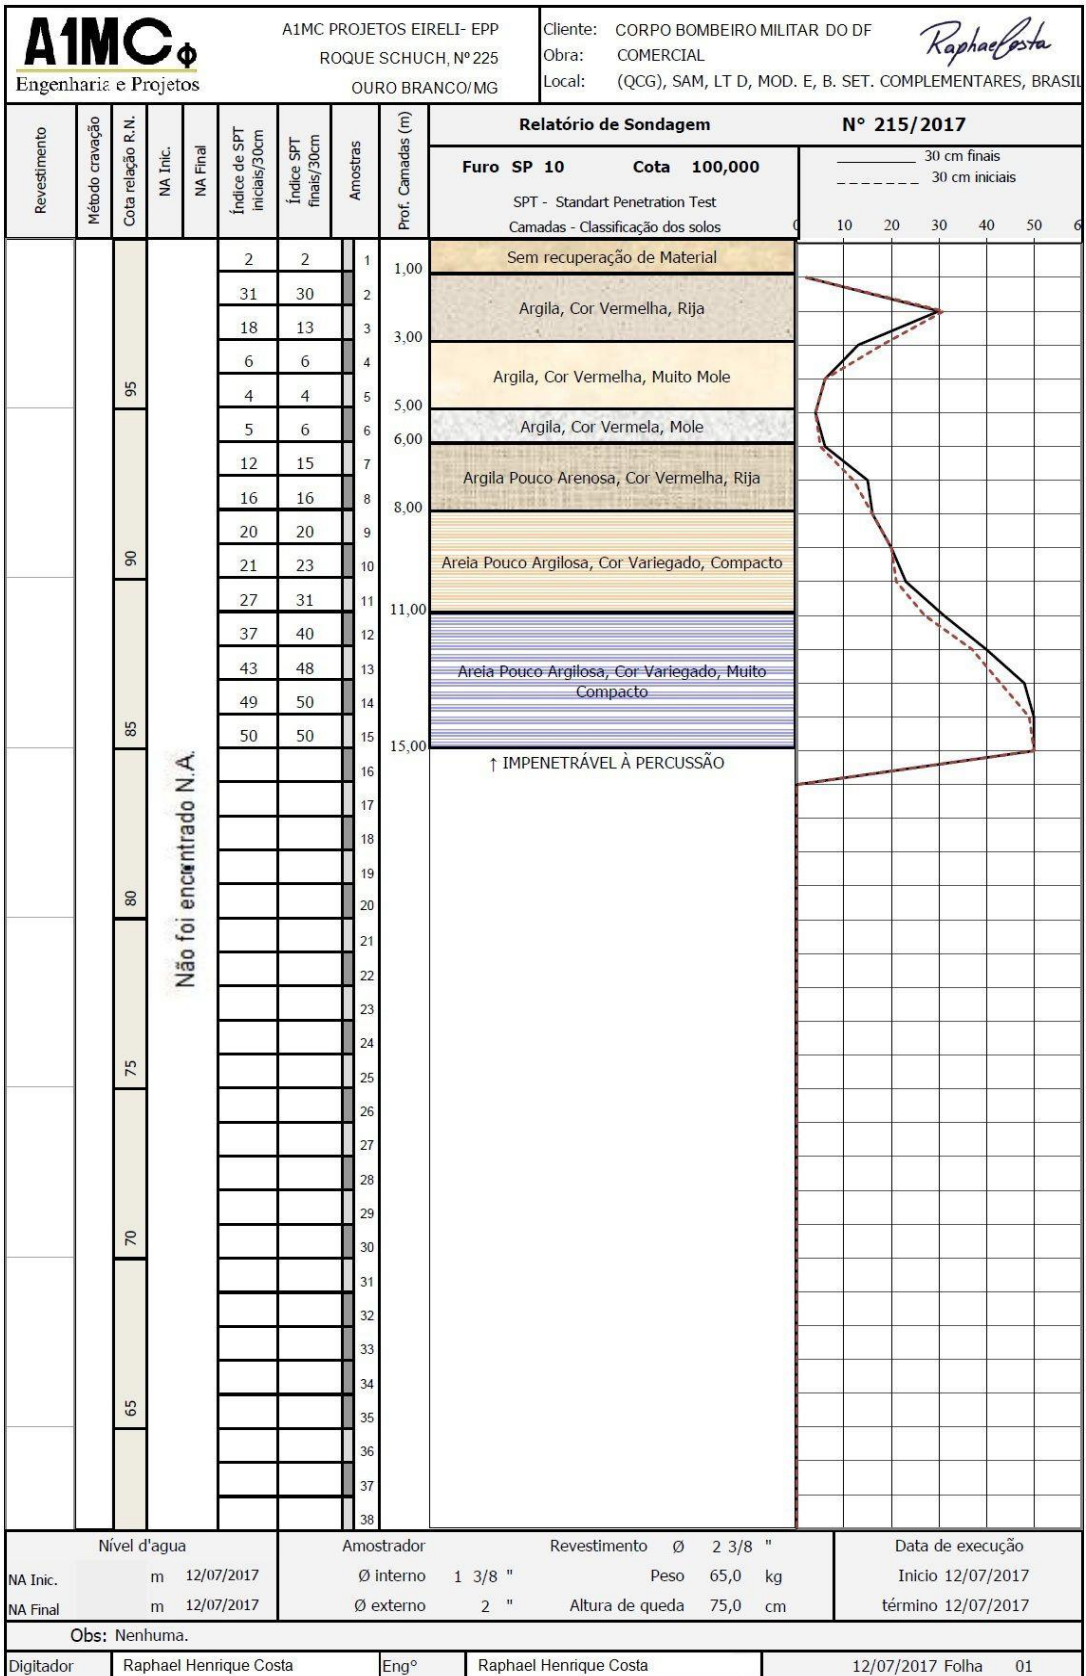 A1MC Φ
Engenharia e Projetos
A1MC PROJETOS EIRELI- EPP
ROQUE SCHUCH, Nº 225
OURO BRANCO/MG
Cliente: CORPO BOMBEIRO MILITAR DO DF
Obra: COMERCIAL
Local: (QCG), SAM, LT D, MOD. E, B. SET. COMPLEMENTARES, BRASIL
Raphael Costa
Revestimento
Método cravação
Cota relação R.N.
NA Inic.
NA Final
Índice de SPT iniciais/30cm
Índice SPT finais/30cm
Amostras
Prof. Camadas (m)
Relatório de Sondagem N° 215/2017
Furo SP 10 Cota 100,000
SPT - Standart Penetration Test
Camadas - Classificação dos solos
30 cm finais
30 cm iniciais
0 10 20 30 40 50 6
2 2 1
1,00
31 30 2
18 13 3
3,00
6 6 4
4 4 5
5,00
5 6 6
6,00
12 15 7
16 16 8
8,00
20 20 9
21 23 10
27 31 11
11,00
37 40 12
43 48 13
49 50 14
50 50 15
15,00
16
17
18
19
20
21
22
23
24
25
26
27
28
29
30
31
32
33
34
35
36
37
38
95
90
85
80
75
70
65
Não foi encontrado N.A.
Sem recuperação de Material
Argila, Cor Vermelha, Rija
Argila, Cor Vermelha, Muito Mole
Argila, Cor Vermela, Mole
Argila Pouco Arenosa, Cor Vermelha, Rija
Areia Pouco Argilosa, Cor Variegado, Compacto
Areia Pouco Argilosa, Cor Variegado, Muito
Compacto
↑ IMPENETRÁVEL À PERCUSSÃO
Nível d'agua
NA Inic. m 12/07/2017
NA Final m 12/07/2017
Amostrador Revestimento Ø 2 3/8 "
Ø interno 1 3/8 " Peso 65,0 kg
Ø externo 2 " Altura de queda 75,0 cm
Data de execução
Inicio 12/07/2017
término 12/07/2017
Obs: Nenhuma.
Digitador Raphael Henrique Costa Engº Raphael Henrique Costa 12/07/2017 Folha 01